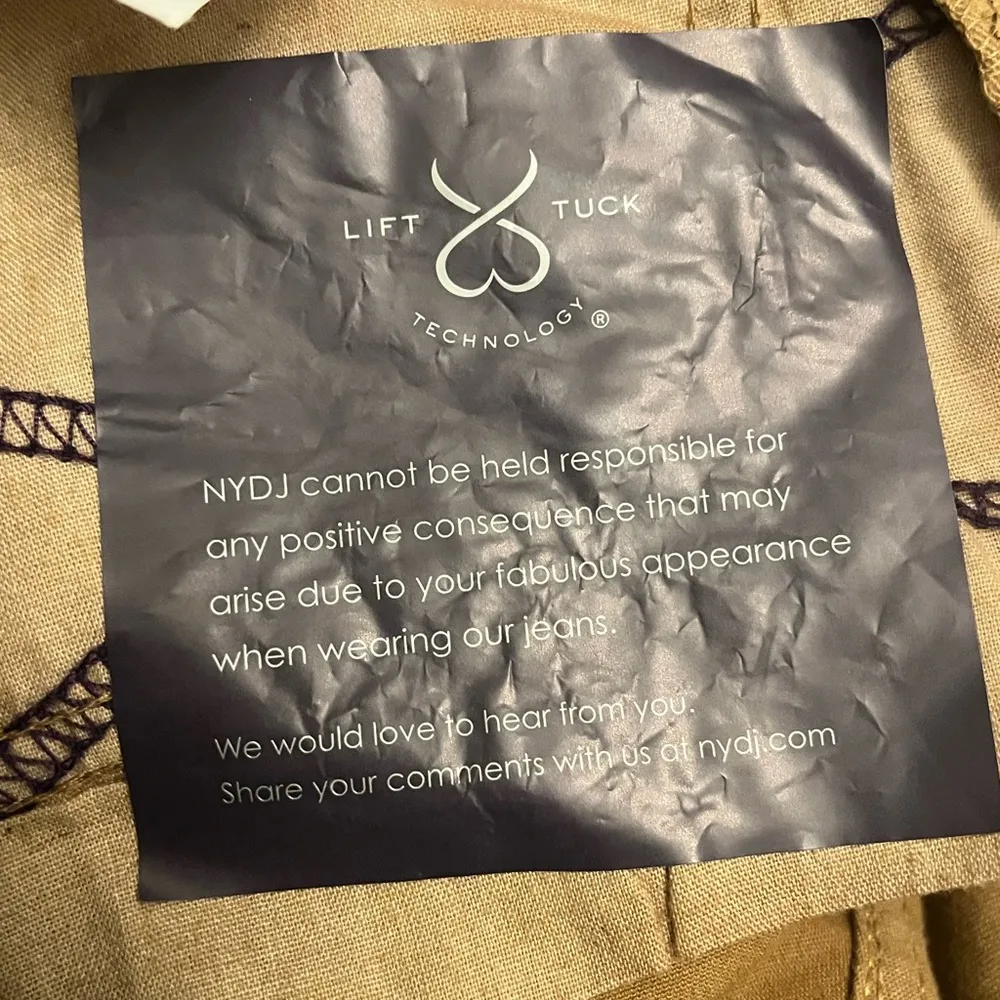 LIFT TUCK
TECHNOLOGY®
NYDJ cannot be held responsible for
any positive consequence that may
arise due to your fabulous appearance
when wearing our jeans.
We would love to hear from you.
Share your comments with us at nydj.com